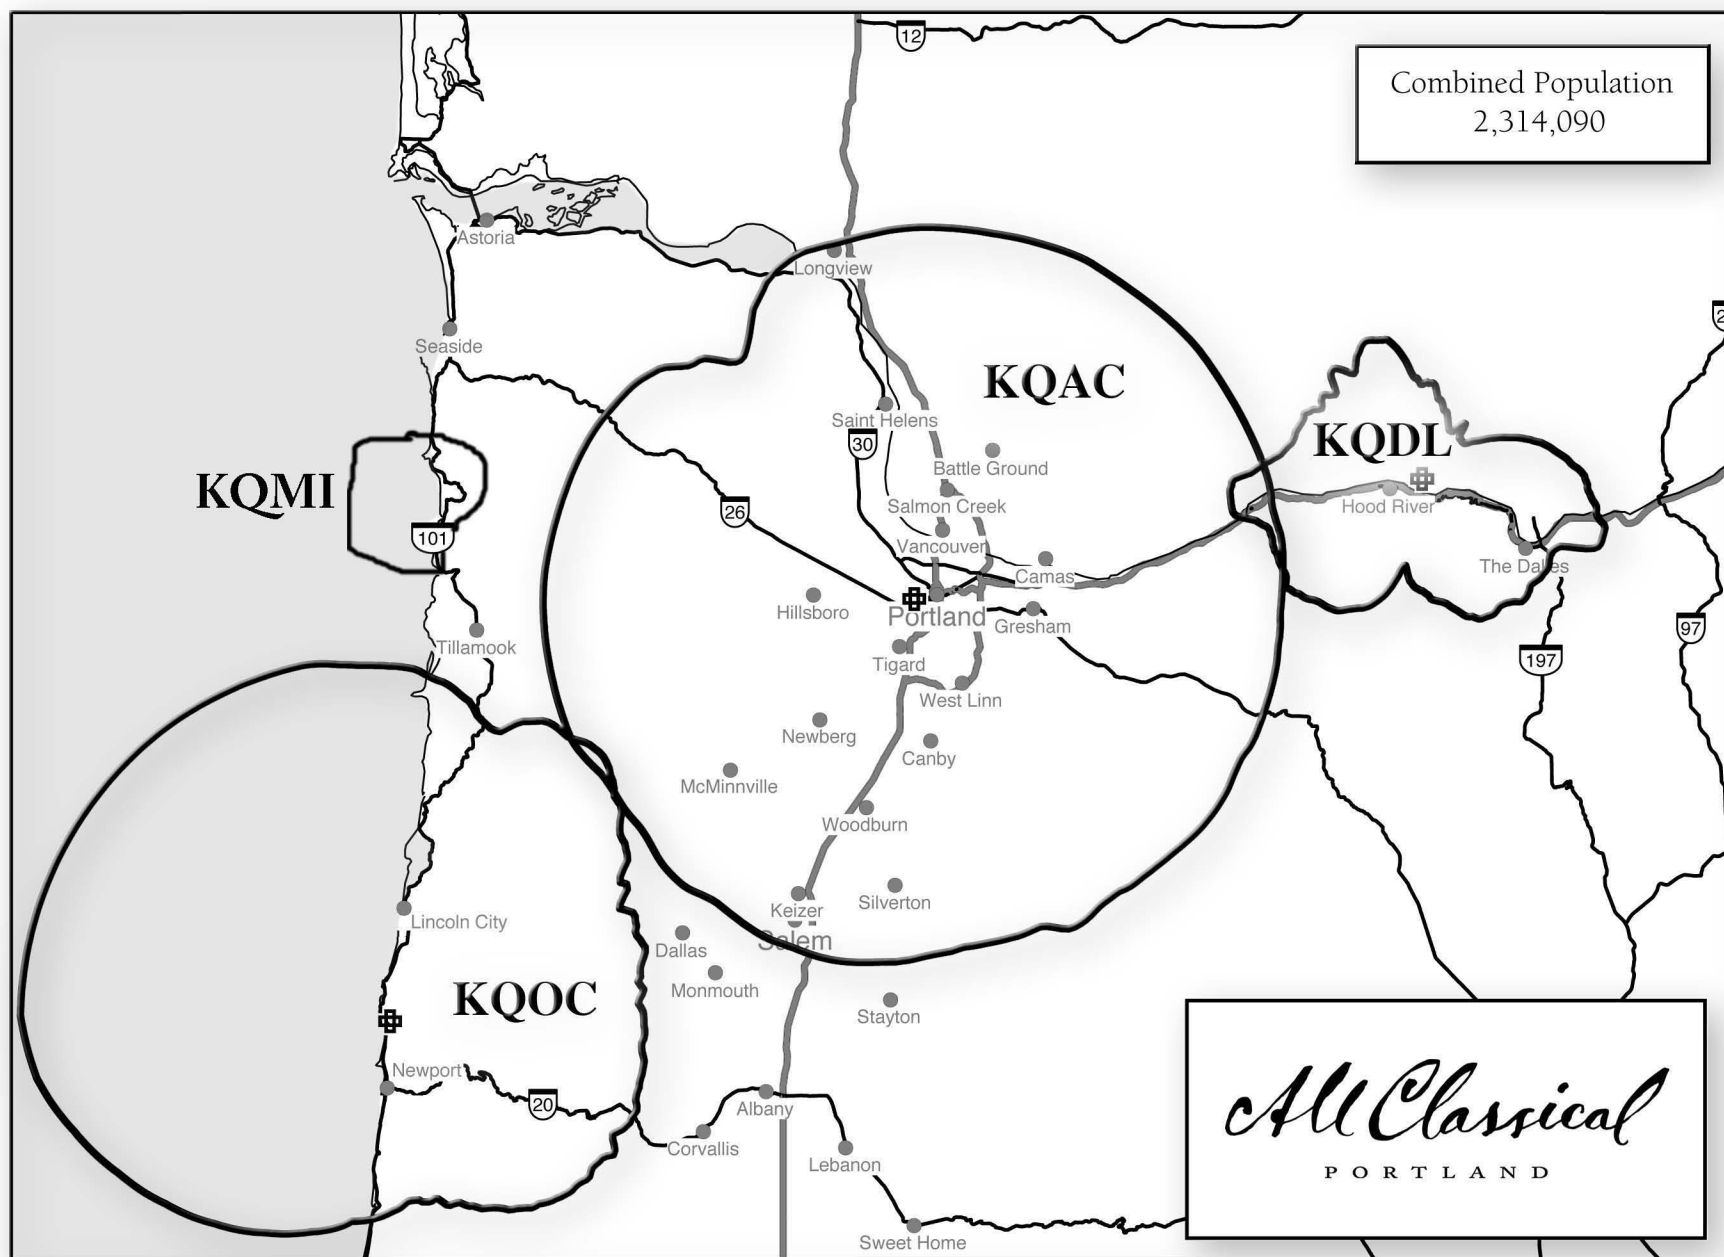 12
Combined Population
2,314,090
Astoria
Longview
Seaside
KQAC
Saint Helens
30
KQDL
Battle Ground
KQMI
Salmon Creek
Hood River
26
101
Vancouver
The Dalles
Camas
Hillsboro
Portland
Gresham
97
Tillamook
Tigard
197
West Linn
Newberg
Canby
McMinnville
Woodburn
Silverton
Keizer
Lincoln City
Salem
Dallas
Monmouth
KQOC
Stayton
Newport
20
Albany
Corvallis
Lebanon
Sweet Home
All Classical
PORTLAND